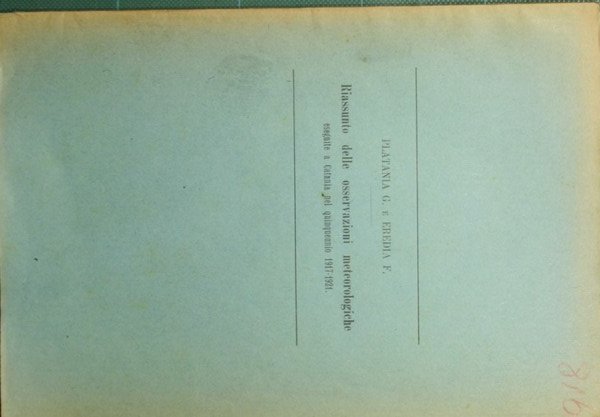 PLATANIA G. E EREDIA F.
Riassunto delle osservazioni meteorologiche
eseguite a Catania nel quinquennio 1917-1921.
918